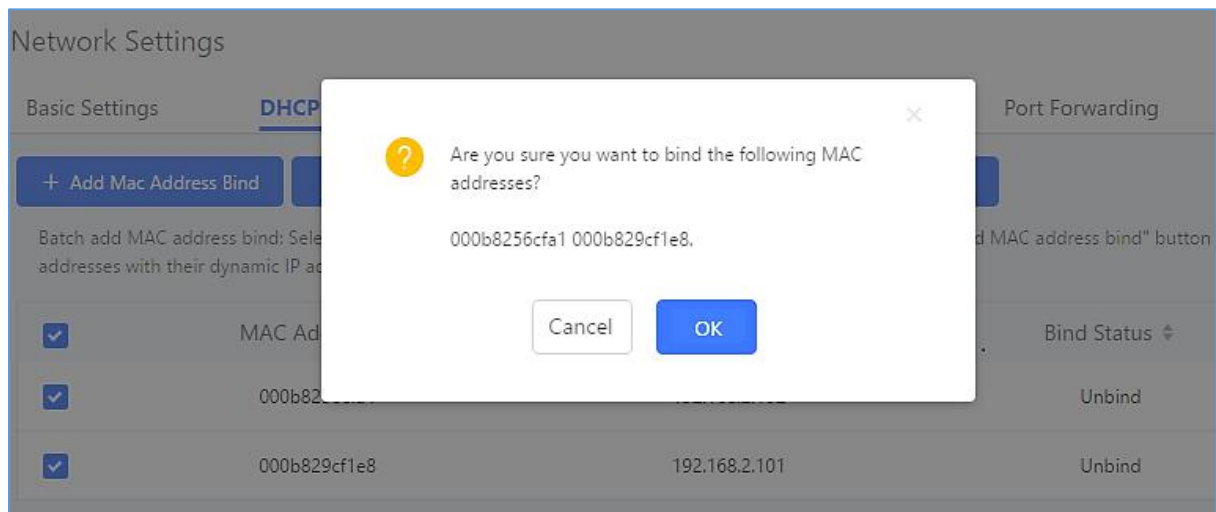 Network Settings
Basic Settings DHCP Port Forwarding
+ Add Mac Address Bind
Are you sure you want to bind the following MAC
addresses?
000b8256cfa1 000b829cf1e8.
Cancel OK
Batch add MAC address bind: Sele d MAC address bind" button
addresses with their dynamic IP ad
MAC Ad Bind Status
000b82 Unbind
000b829cf1e8 192.168.2.101 Unbind